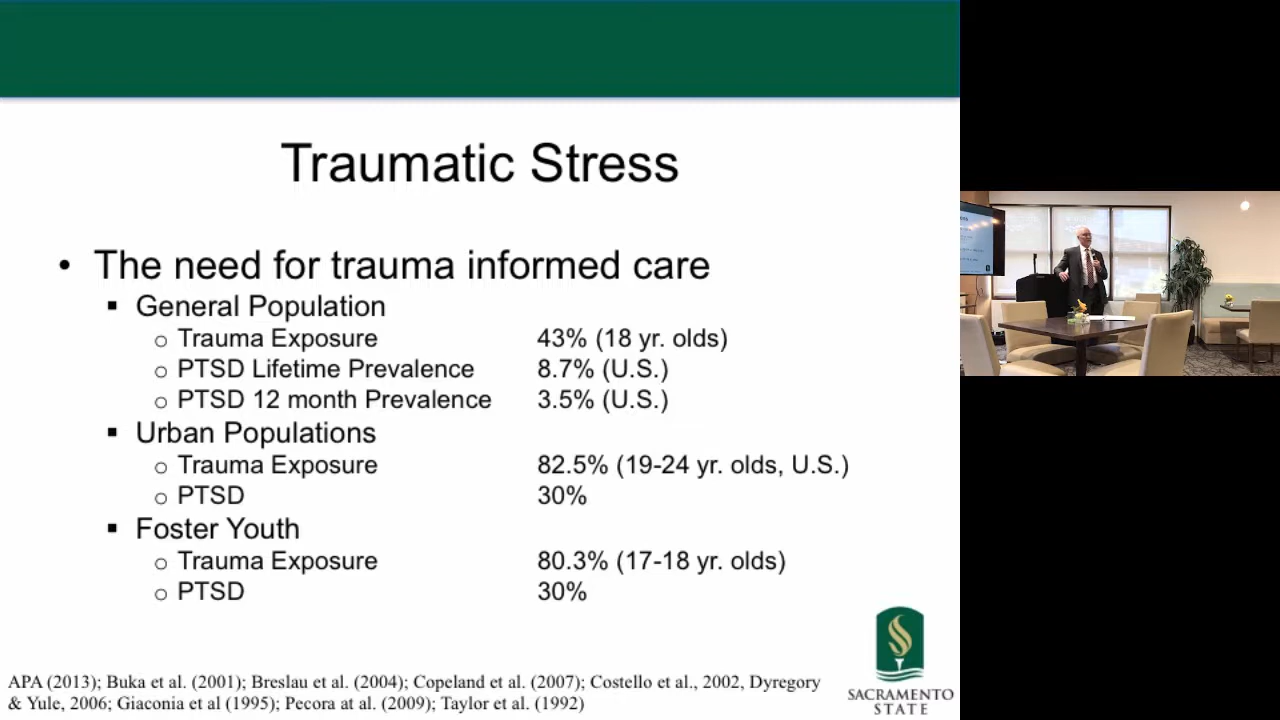 Traumatic Stress
• The need for trauma informed care
▪ General Population
o Trauma Exposure 43% (18 yr. olds)
o PTSD Lifetime Prevalence 8.7% (U.S.)
o PTSD 12 month Prevalence 3.5% (U.S.)
▪ Urban Populations
o Trauma Exposure 82.5% (19-24 yr. olds, U.S.)
o PTSD 30%
▪ Foster Youth
o Trauma Exposure 80.3% (17-18 yr. olds)
o PTSD 30%
APA (2013); Buka et al. (2001); Breslau et al. (2004); Copeland et al. (2007); Costello et al., 2002, Dyregory
& Yule, 2006; Giaconia et al (1995); Pecora at al. (2009); Taylor et al. (1992)
SACRAMENTO
STATE